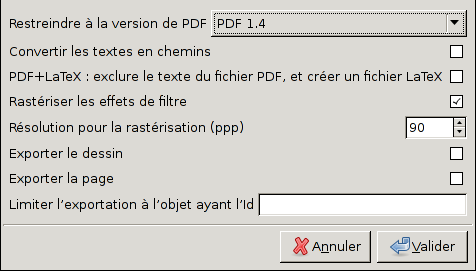 Restreindre à la version de PDF PDF 1.4
Convertir les textes en chemins
PDF+LaTeX : exclure le texte du fichier PDF, et créer un fichier LaTeX
Rastériser les effets de filtre
Résolution pour la rastérisation (ppp) 90
Exporter le dessin
Exporter la page
Limiter l'exportation à l'objet ayant l'Id
Annuler Valider